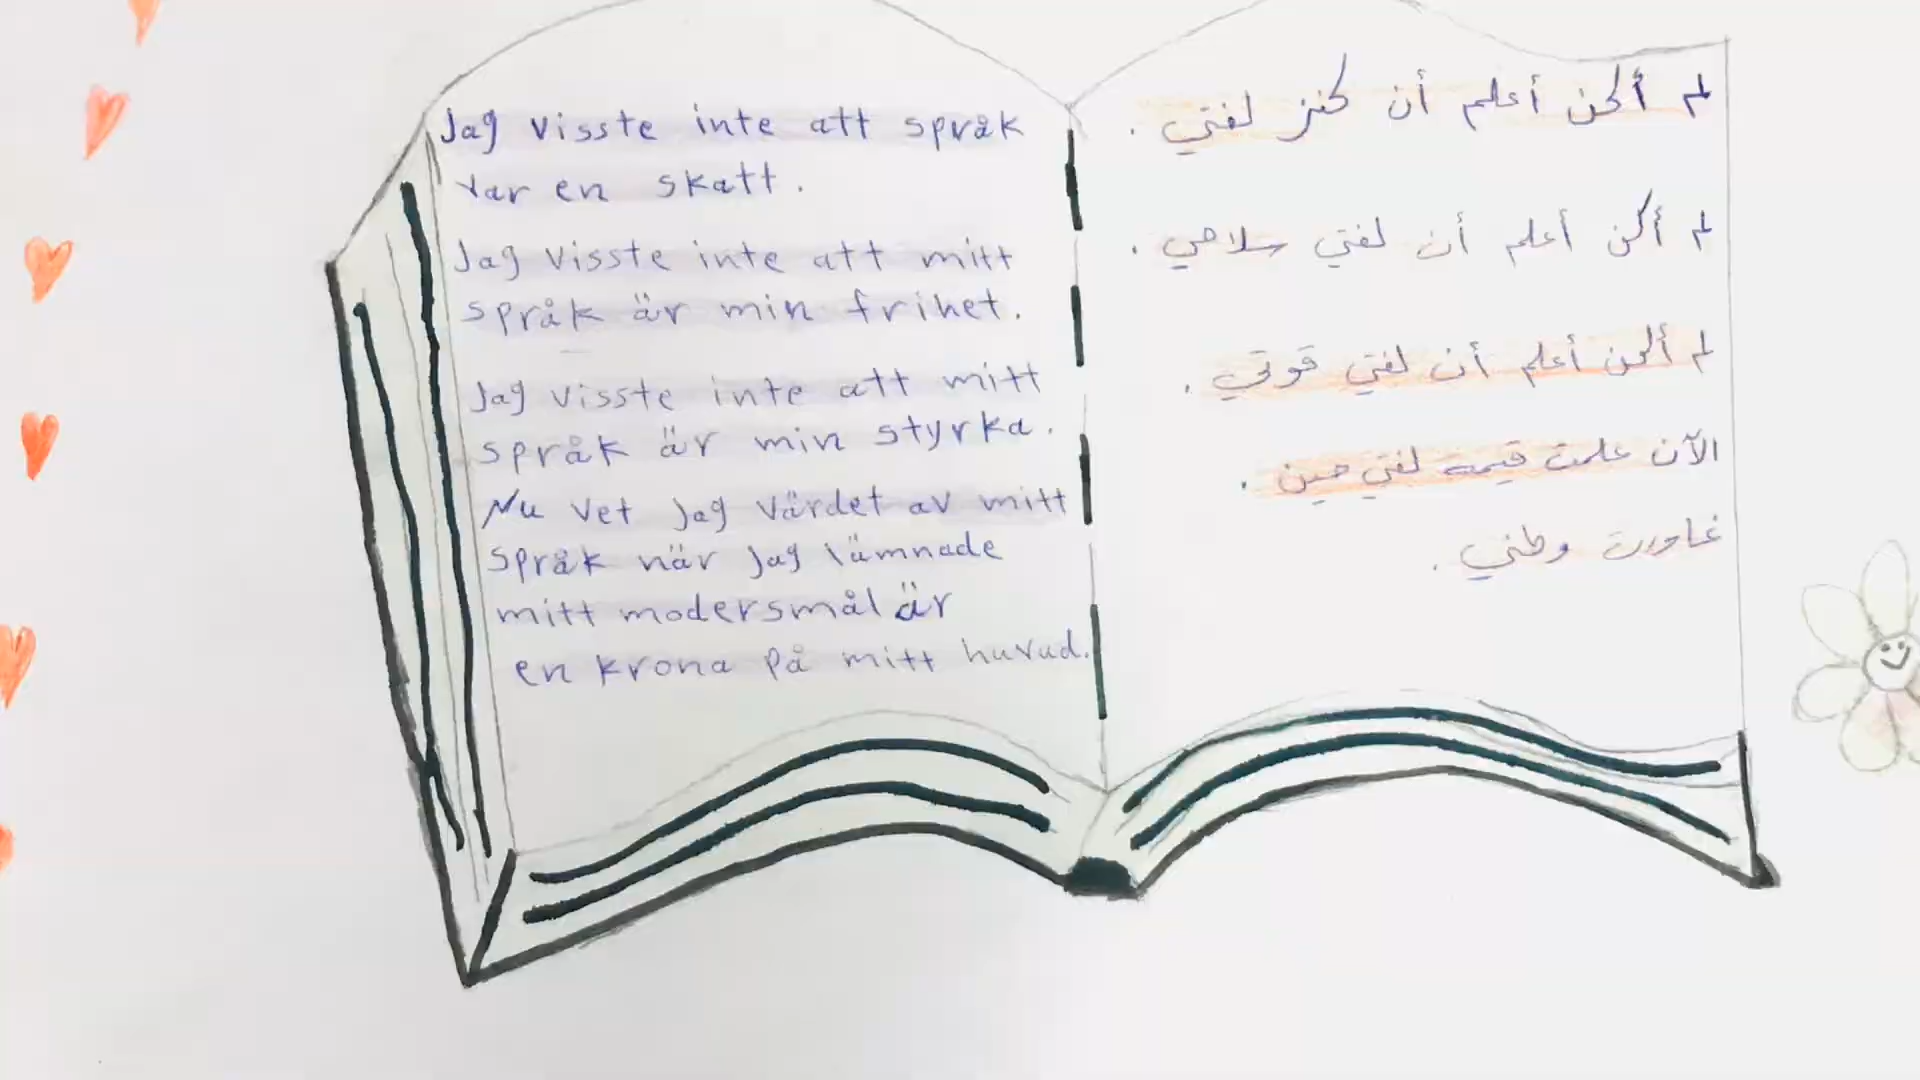 Jag visste inte att språk
var en skatt.
Jag visste inte att mitt
språk är min frihet.
Jag visste inte att mitt
språk är min styrka.
Nu vet jag värdet av mitt
språk när jag lämnade
mitt modersmål är
en krona på mitt huvud.
لم أكن أعلم أن كنز لغتي .
لم أكن أعلم أن لغتي سلاحي .
لم أكن أعلم أن لغتي قوتي .
الآن علمت قيمة لغتي حين .
غادرت وطني .